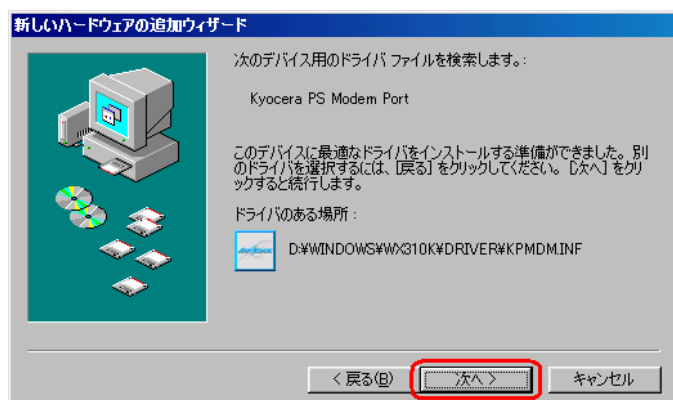 新しいハードウェアの追加ウィザード
次のデバイス用のドライバ ファイルを検索します。:
Kyocera PS Modem Port
このデバイスに最適なドライバをインストールする準備ができました。別
のドライバを選択するには、[戻る] をクリックしてください。[次へ] をクリ
ックすると続行します。
ドライバのある場所 :
D:¥WINDOWS¥WX310K¥DRIVER¥KPMDM.INF
< 戻る(B)
次へ >
キャンセル